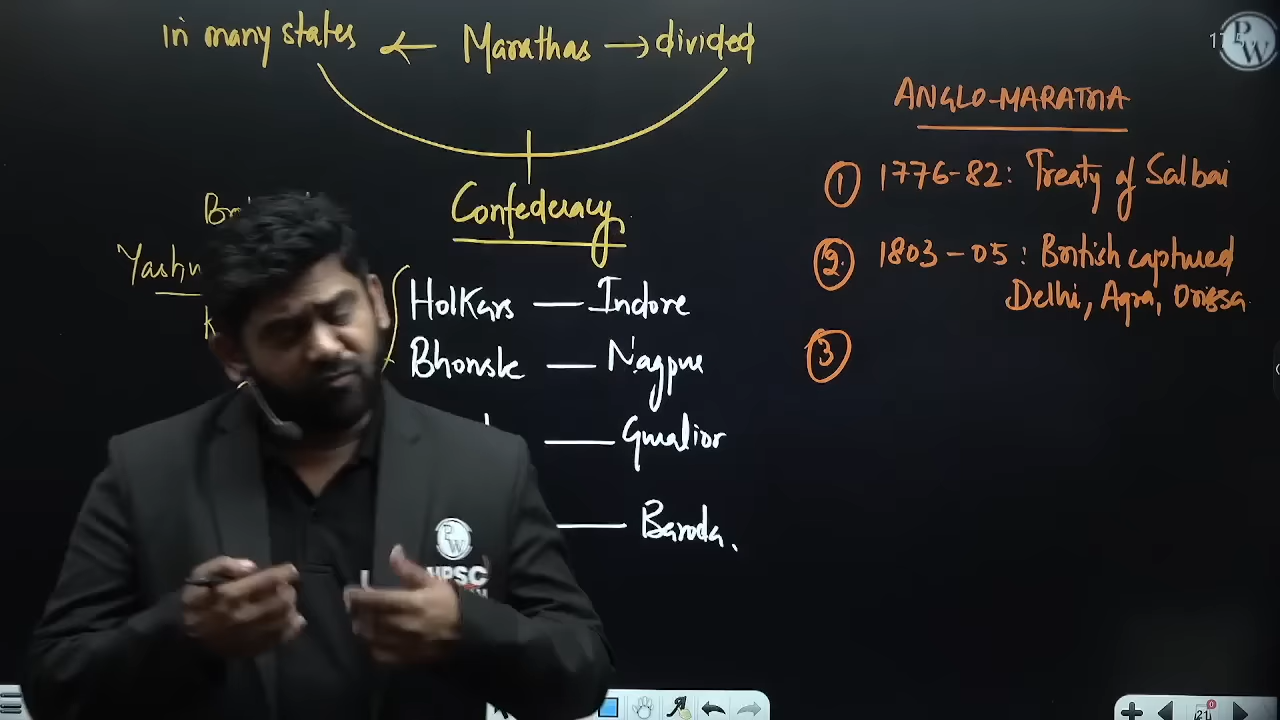 in many states ← Marathas → divided
Confederacy
Holkars — Indore
Bhonsle — Nagpur
— Gwalior
— Baroda.
ANGLO-MARATHA
① 1776-82: Treaty of Salbai
② 1803-05: British captured
Delhi, Agra, Orissa
③
PW
PW